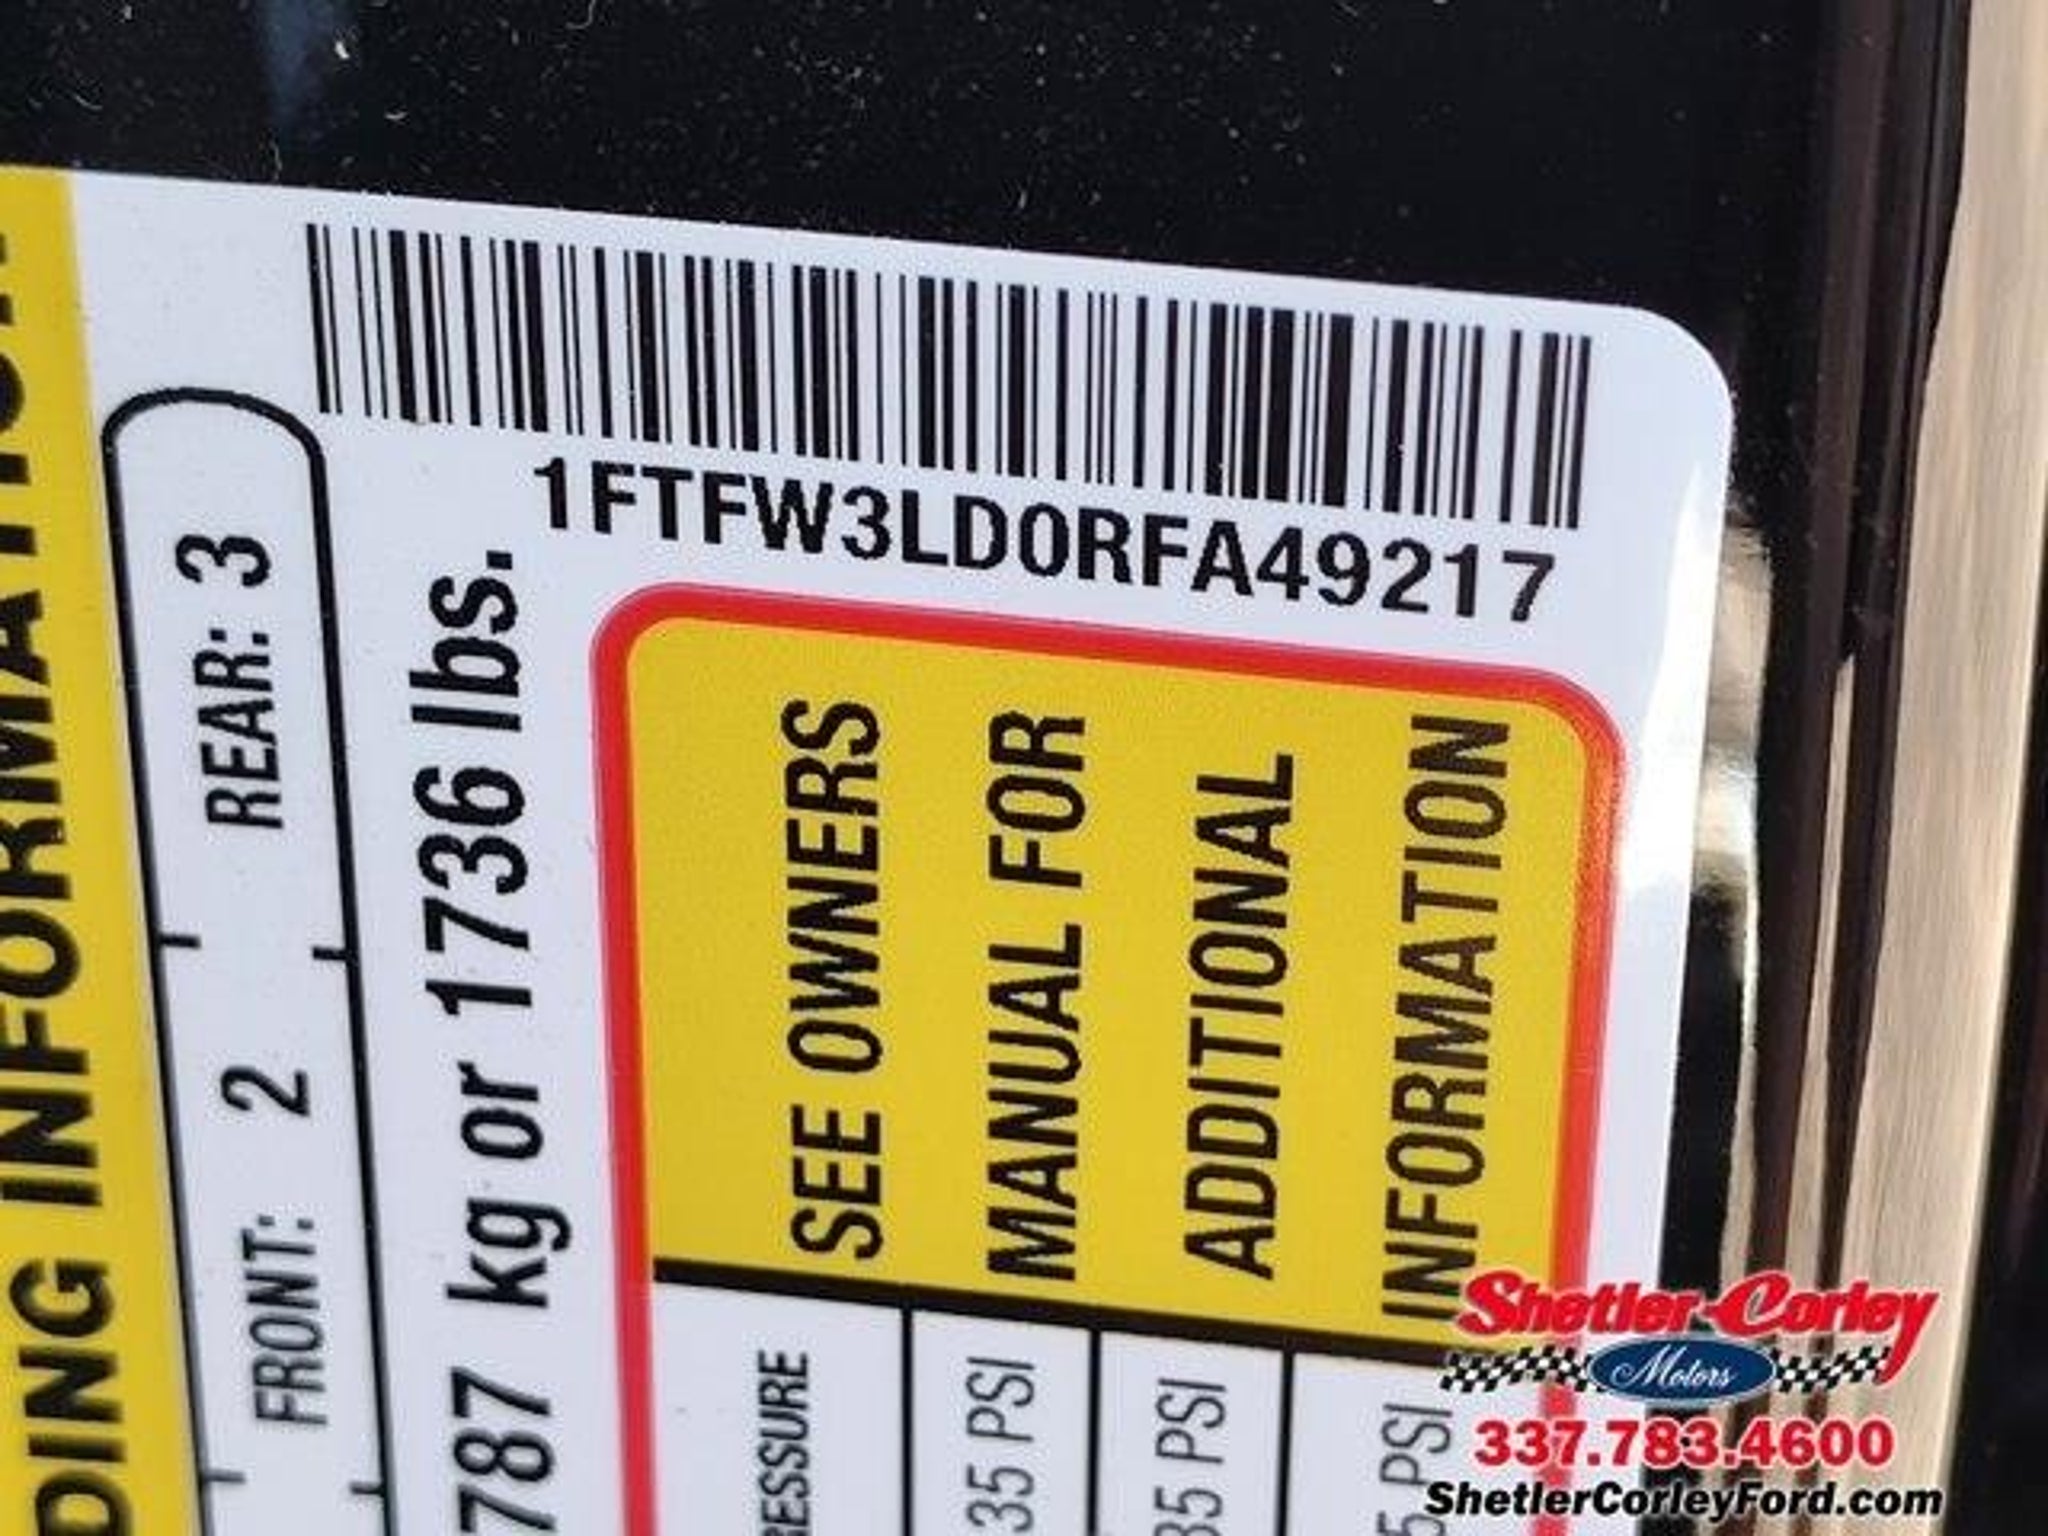 1FTFW3LD0RFA49217
DING INFORMATION
FRONT: 2 REAR: 3
787 kg or 1736 lbs.
SEE OWNERS
MANUAL FOR
ADDITIONAL
INFORMATION
35 PSI
35 PSI
PSI
Shetler-Corley
Motors
337.783.4600
ShetlerCorleyFord.com